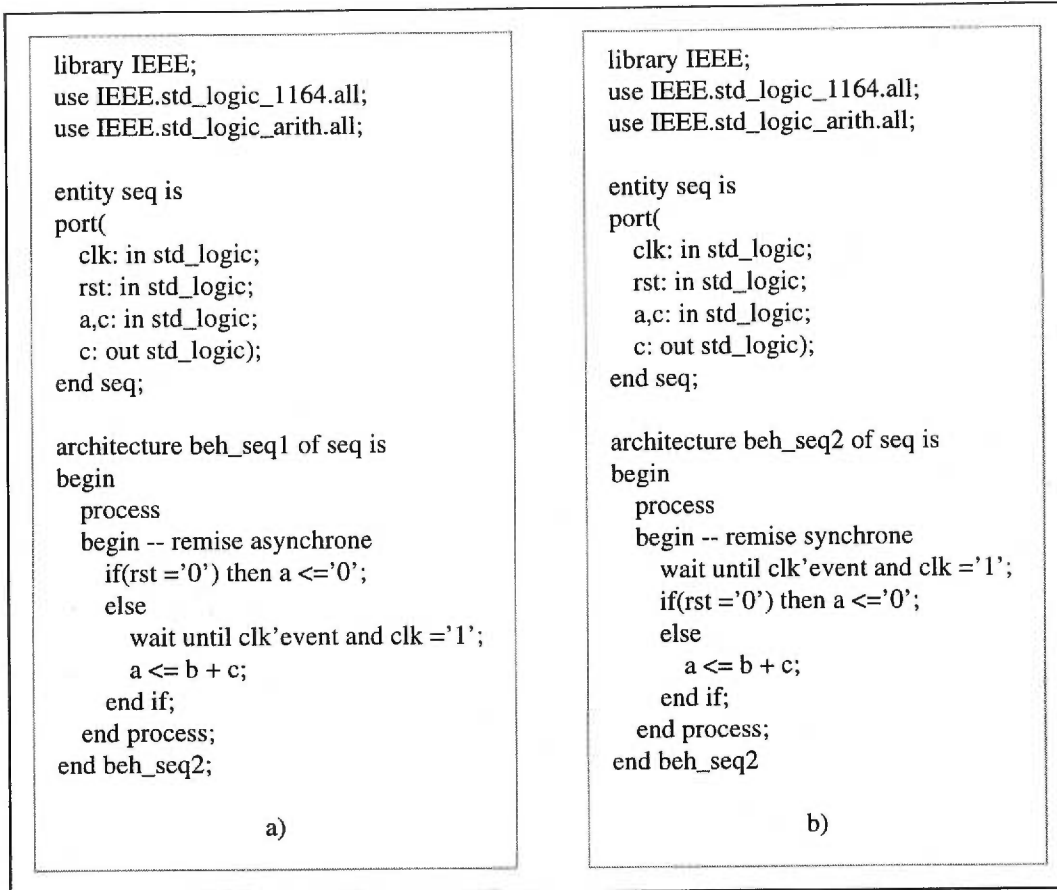 library IEEE;
use IEEE.std_logic_1164.all;
use IEEE.std_logic_arith.all;
entity seq is
port(
clk: in std_logic;
rst: in std_logic;
a,c: in std_logic;
c: out std_logic);
end seq;
architecture beh_seq1 of seq is
begin
process
begin -- remise asynchrone
if(rst ='0') then a <='0';
else
wait until clk'event and clk ='1';
a <= b + c;
end if;
end process;
end beh_seq2;
a)
library IEEE;
use IEEE.std_logic_1164.all;
use IEEE.std_logic_arith.all;
entity seq is
port(
clk: in std_logic;
rst: in std_logic;
a,c: in std_logic;
c: out std_logic);
end seq;
architecture beh_seq2 of seq is
begin
process
begin -- remise synchrone
wait until clk'event and clk ='1';
if(rst ='0') then a <='0';
else
a <= b + c;
end if;
end process;
end beh_seq2
b)